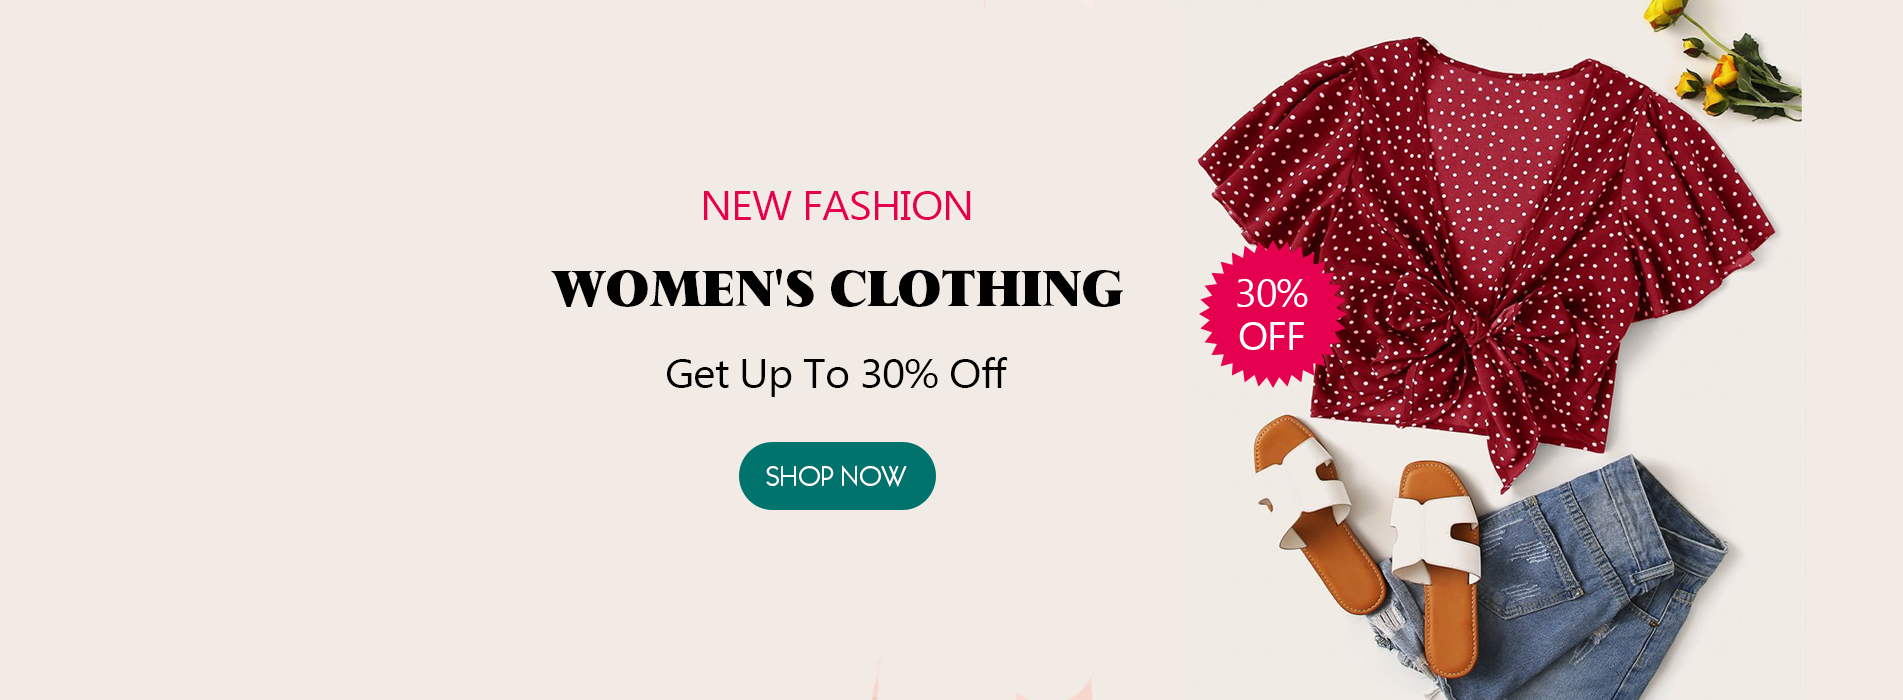 NEW FASHION
WOMEN'S CLOTHING
Get Up To 30% Off
SHOP NOW
30%
OFF